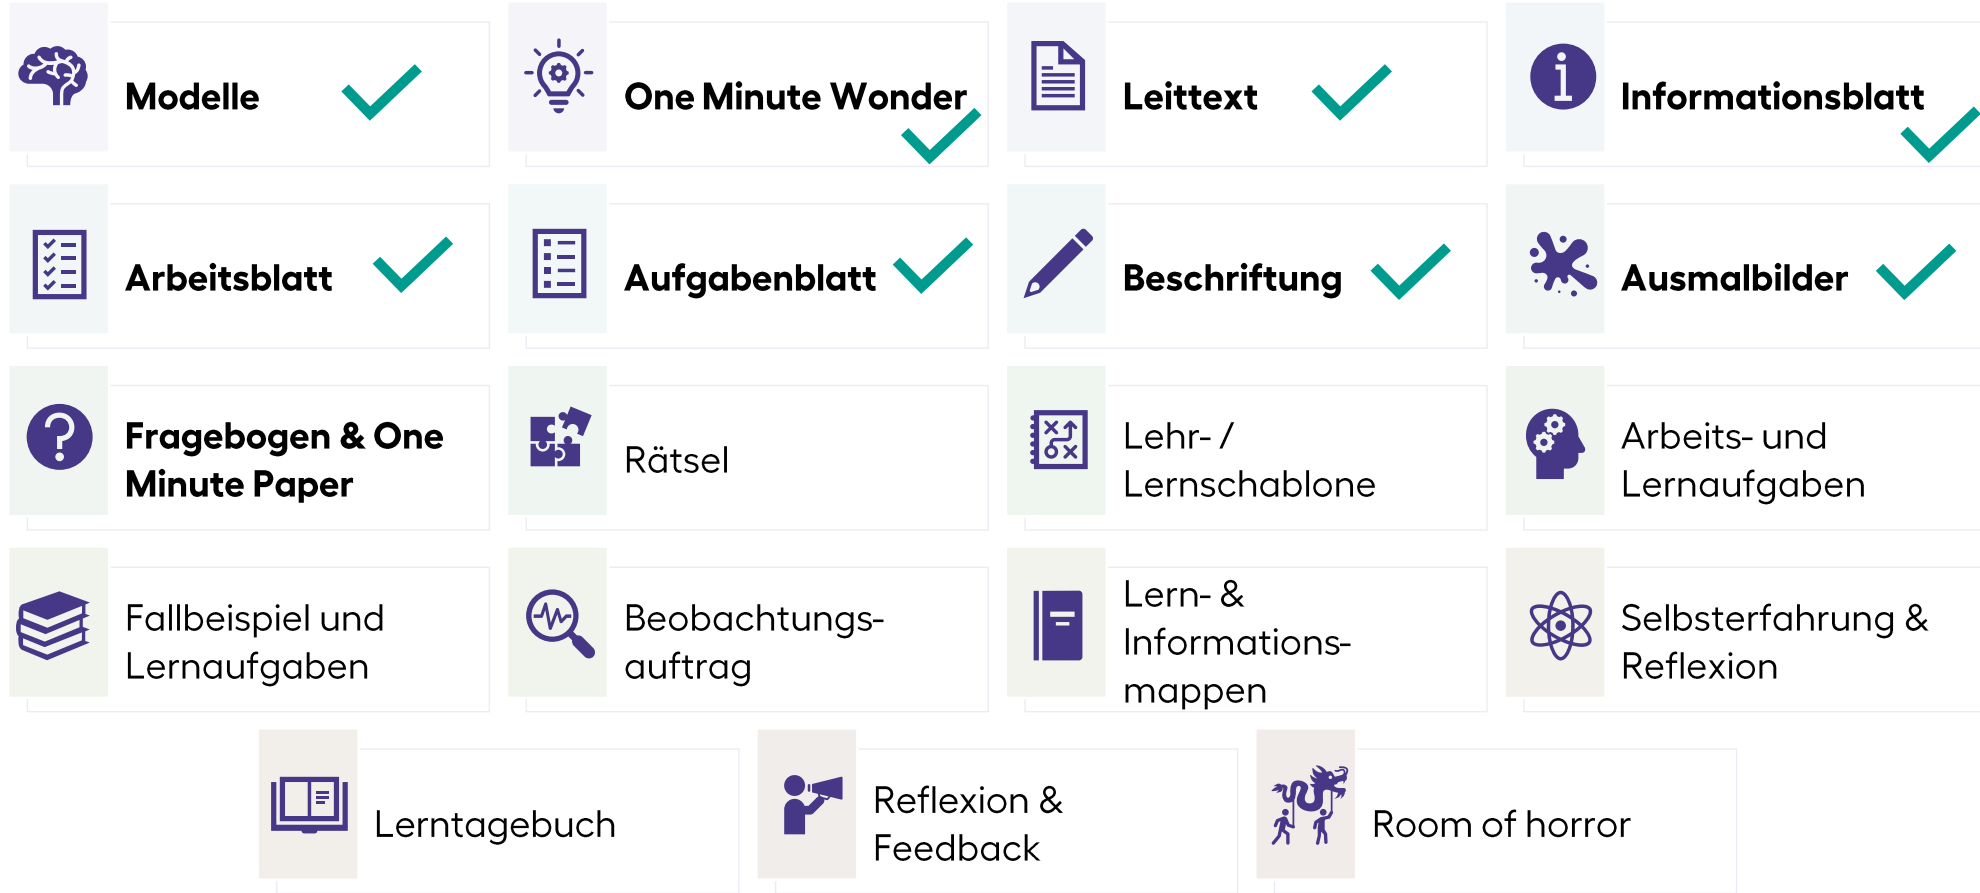 Modelle
One Minute Wonder
Leittext
Informationsblatt
Arbeitsblatt
Aufgabenblatt
Beschriftung
Ausmalbilder
Fragebogen & One
Minute Paper
Rätsel
Lehr- /
Lernschablone
Arbeits- und
Lernaufgaben
Fallbeispiel und
Lernaufgaben
Beobachtungs-
auftrag
Lern- &
Informations-
mappen
Selbsterfahrung &
Reflexion
Lerntagebuch
Reflexion &
Feedback
Room of horror